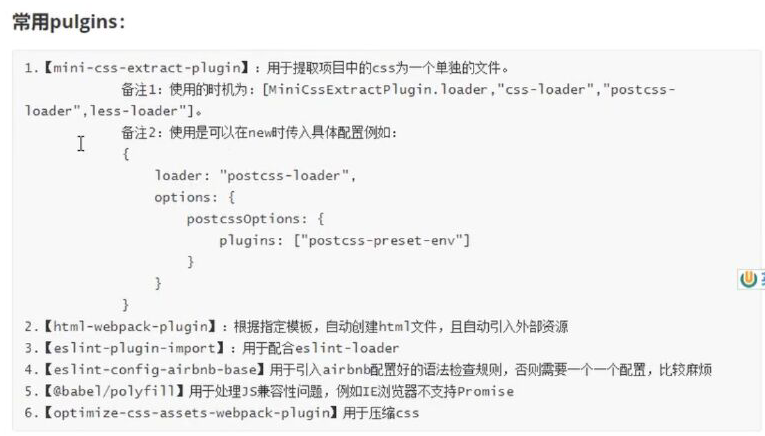 常用pulgins：
1.【mini-css-extract-plugin】：用于提取项目中的css为一个单独的文件。
备注1：使用的时机为：[MiniCssExtractPlugin.loader,"css-loader","postcss-
loader",less-loader"]。
备注2：使用是可以在new时传入具体配置例如：
{
loader: "postcss-loader",
options: {
postcssOptions: {
plugins: ["postcss-preset-env"]
}
}
}
2.【html-webpack-plugin】：根据指定模板，自动创建html文件，且自动引入外部资源
3.【eslint-plugin-import】：用于配合eslint-loader
4.【eslint-config-airbnb-base】用于引入airbnb配置好的语法检查规则，否则需要一个一个配置，比较麻烦
5.【@babel/polyfill】用于处理JS兼容性问题，例如IE浏览器不支持Promise
6.【optimize-css-assets-webpack-plugin】用于压缩css